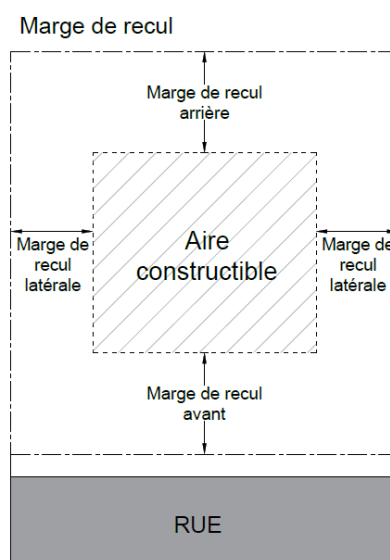 Marge de recul
Marge de recul
arrière
Marge de
recul
latérale
Aire
constructible
Marge de
recul
latérale
Marge de recul
avant
RUE